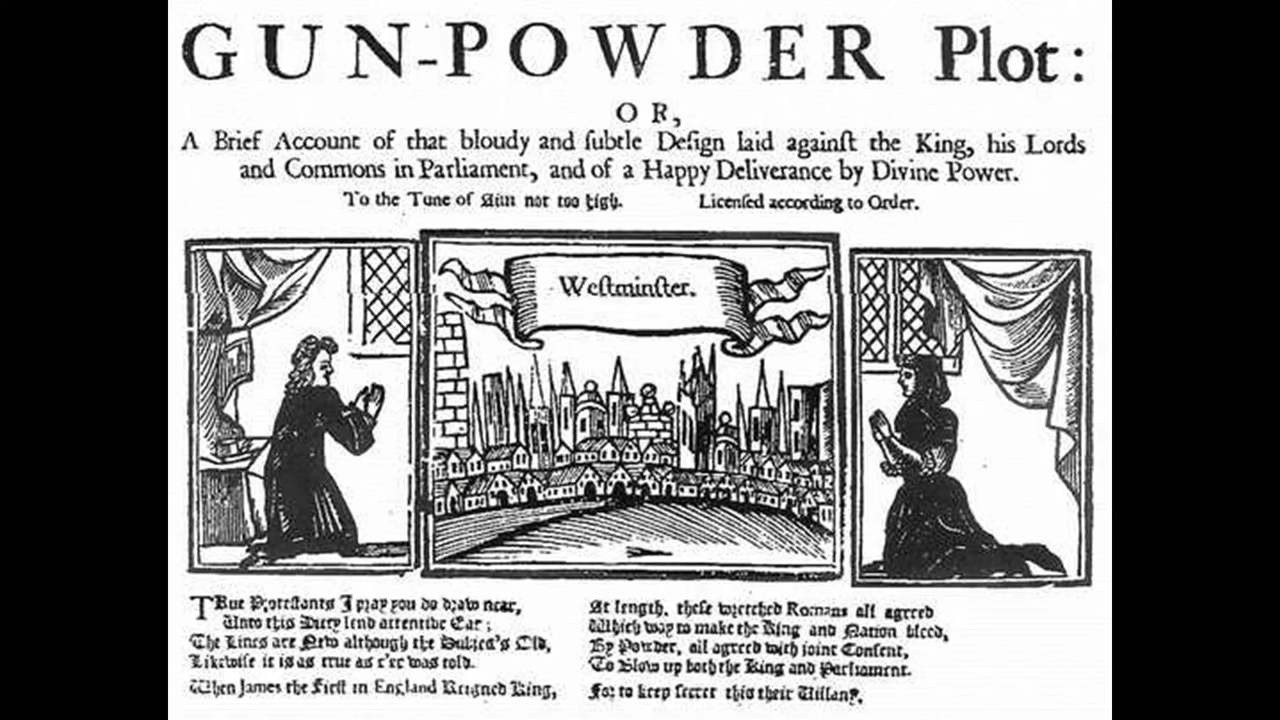 GUN-POWDER Plot:
OR,
A Brief Account of that bloudy and ſubtle Deſign laid againſt the King, his Lords
and Commons in Parliament, and of a Happy Deliverance by Divine Power.
To the Tune of Aim not too high. Licenſed according to Order.
Weſtminſter.
TRue Proteſtants I pray you do draw near,
Unto this Ditty lend attentive Ear;
The Lines are New although the Subject's Old,
Likewiſe it is as true as e'er was told.
When James the Firſt in England Reigned King,
At length, theſe wretched Romans all agreed
Which way to make the King and Nation bleed,
By Powder, all agreed with joint Conſent,
To Blow up both the King and Parliament.
For to keep ſecret this their Villany,